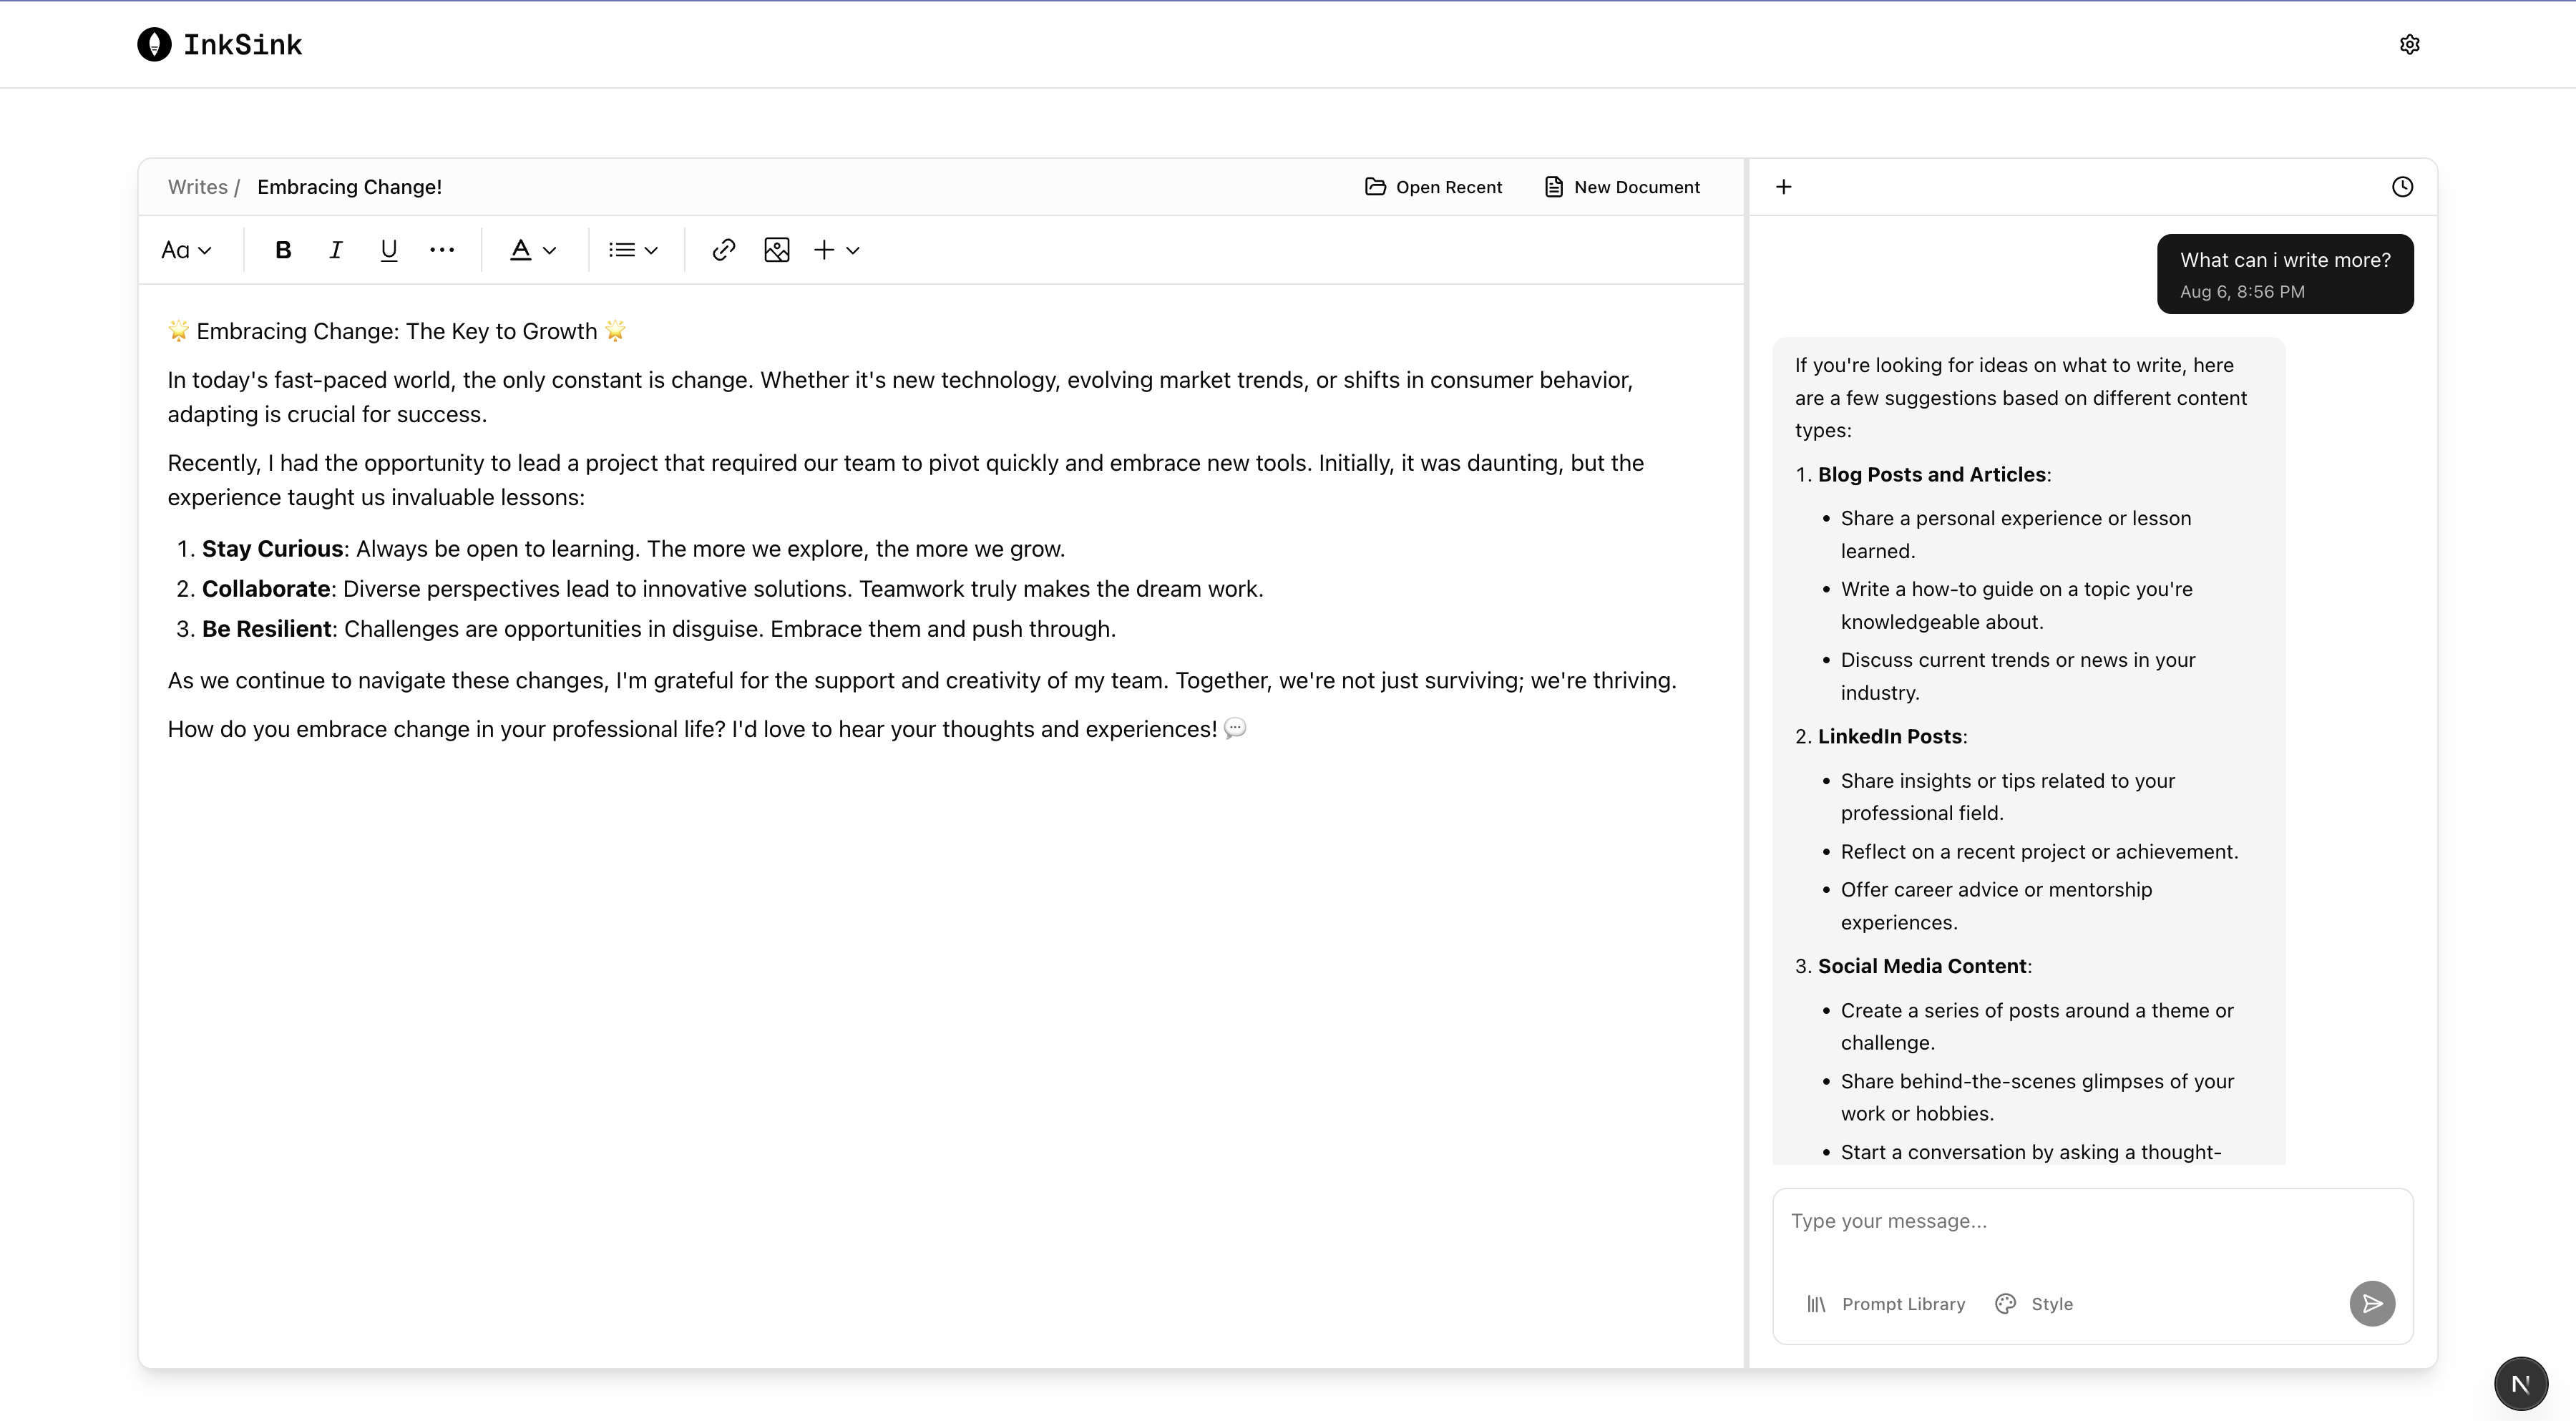 InkSink
Writes / Embracing Change!
Open Recent
New Document
Aa
B I U
A
🌟 Embracing Change: The Key to Growth 🌟
In today's fast-paced world, the only constant is change. Whether it's new technology, evolving market trends, or shifts in consumer behavior,
adapting is crucial for success.
Recently, I had the opportunity to lead a project that required our team to pivot quickly and embrace new tools. Initially, it was daunting, but the
experience taught us invaluable lessons:
1. Stay Curious: Always be open to learning. The more we explore, the more we grow.
2. Collaborate: Diverse perspectives lead to innovative solutions. Teamwork truly makes the dream work.
3. Be Resilient: Challenges are opportunities in disguise. Embrace them and push through.
As we continue to navigate these changes, I'm grateful for the support and creativity of my team. Together, we're not just surviving; we're thriving.
How do you embrace change in your professional life? I'd love to hear your thoughts and experiences! 💬
What can i write more?
Aug 6, 8:56 PM
If you're looking for ideas on what to write, here
are a few suggestions based on different content
types:
1. Blog Posts and Articles:
• Share a personal experience or lesson
learned.
• Write a how-to guide on a topic you're
knowledgeable about.
• Discuss current trends or news in your
industry.
2. LinkedIn Posts:
• Share insights or tips related to your
professional field.
• Reflect on a recent project or achievement.
• Offer career advice or mentorship
experiences.
3. Social Media Content:
• Create a series of posts around a theme or
challenge.
• Share behind-the-scenes glimpses of your
work or hobbies.
• Start a conversation by asking a thought-
Type your message...
Prompt Library
Style
N